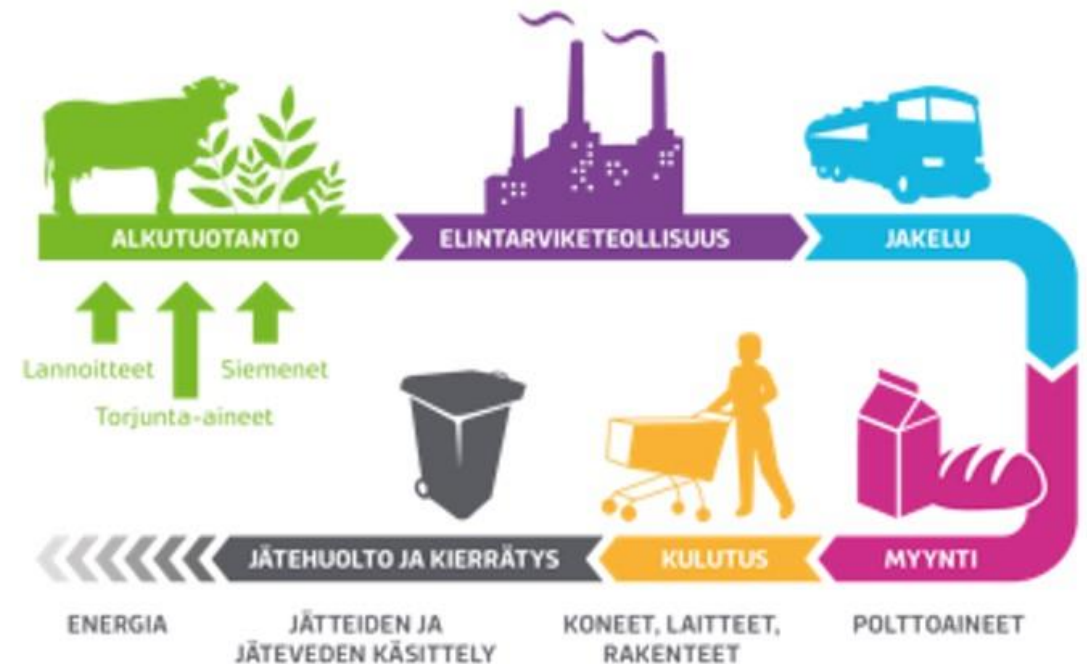 ALKUTUOTANTO
ELINTARVIKETEOLLISUUS
JAKELU
Lannoitteet
Siemenet
Torjunta-aineet
JÄTEHUOLTO JA KIERRÄTYS
KULUTUS
MYYNTI
ENERGIA
JÄTTEIDEN JA
JÄTEVEDEN KÄSITTELY
KONEET, LAITTEET,
RAKENTEET
POLTTOAINEET